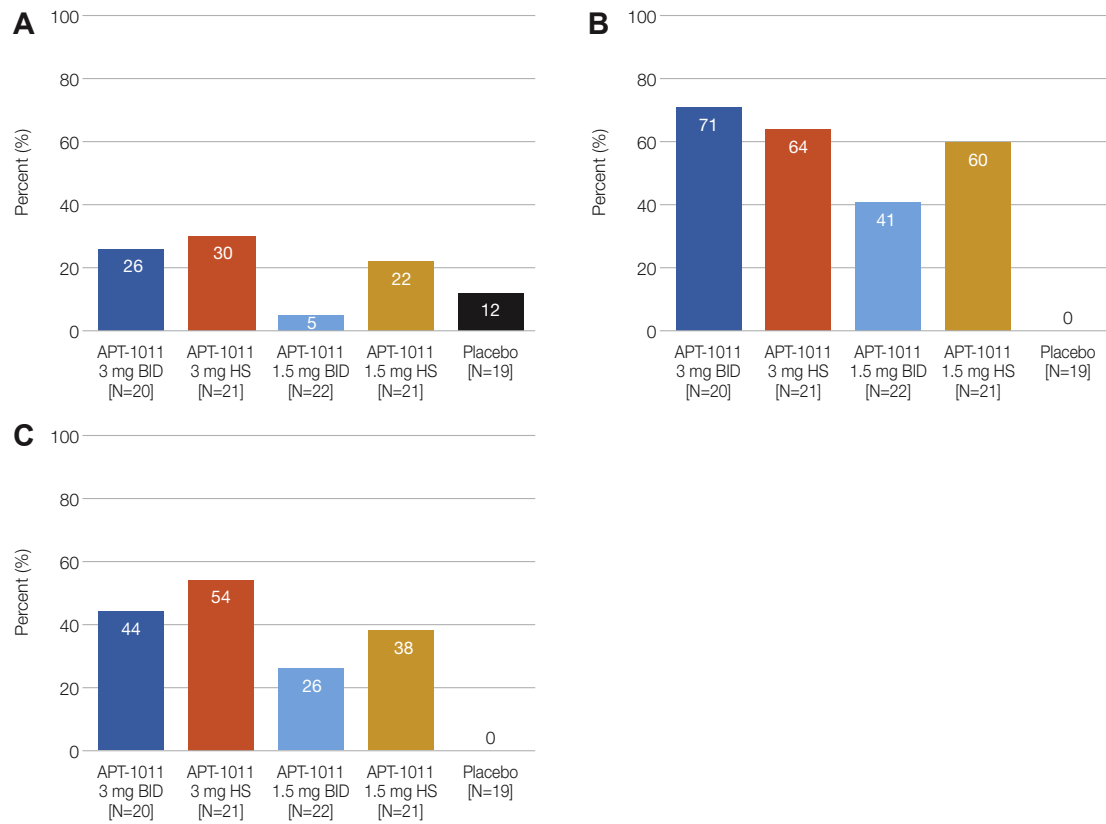 A
Percent (%)
100
80
60
40
20
0
26
30
5
22
12
APT-1011
3 mg BID
[N=20]
APT-1011
3 mg HS
[N=21]
APT-1011
1.5 mg BID
[N=22]
APT-1011
1.5 mg HS
[N=21]
Placebo
[N=19]
B
Percent (%)
100
80
60
40
20
0
71
64
41
60
0
APT-1011
3 mg BID
[N=20]
APT-1011
3 mg HS
[N=21]
APT-1011
1.5 mg BID
[N=22]
APT-1011
1.5 mg HS
[N=21]
Placebo
[N=19]
C
Percent (%)
100
80
60
40
20
0
44
54
26
38
0
APT-1011
3 mg BID
[N=20]
APT-1011
3 mg HS
[N=21]
APT-1011
1.5 mg BID
[N=22]
APT-1011
1.5 mg HS
[N=21]
Placebo
[N=19]